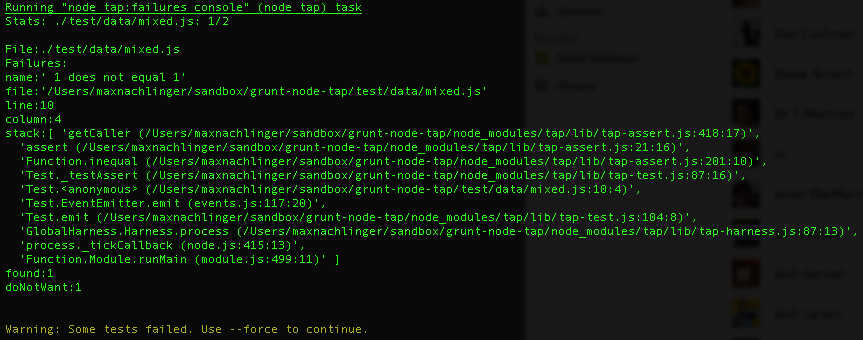 Running "node_tap:failures_console" (node_tap) task
Stats: ./test/data/mixed.js: 1/2
File:./test/data/mixed.js
Failures:
name:' 1 does not equal 1'
file:'/Users/maxnachlinger/sandbox/grunt-node-tap/test/data/mixed.js'
line:10
column:4
stack:[ 'getCaller (/Users/maxnachlinger/sandbox/grunt-node-tap/node_modules/tap/lib/tap-assert.js:418:17)',
'assert (/Users/maxnachlinger/sandbox/grunt-node-tap/node_modules/tap/lib/tap-assert.js:21:16)',
'Function.inequal (/Users/maxnachlinger/sandbox/grunt-node-tap/node_modules/tap/lib/tap-assert.js:201:10)',
'Test._testAssert (/Users/maxnachlinger/sandbox/grunt-node-tap/node_modules/tap/lib/tap-test.js:87:16)',
'Test.<anonymous> (/Users/maxnachlinger/sandbox/grunt-node-tap/test/data/mixed.js:10:4)',
'Test.EventEmitter.emit (events.js:117:20)',
'Test.emit (/Users/maxnachlinger/sandbox/grunt-node-tap/node_modules/tap/lib/tap-test.js:104:8)',
'GlobalHarness.Harness.process (/Users/maxnachlinger/sandbox/grunt-node-tap/node_modules/tap/lib/tap-harness.js:87:13)',
'process._tickCallback (node.js:415:13)',
'Function.Module.runMain (module.js:499:11)' ]
found:1
doNotWant:1
Warning: Some tests failed. Use --force to continue.